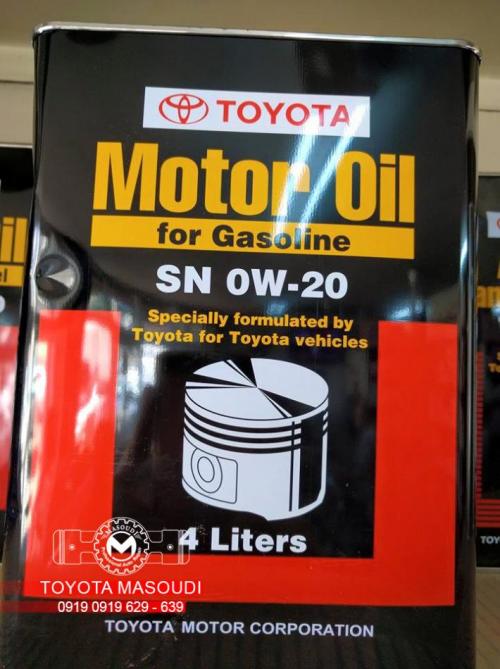 TOYOTA
Motor Oil
for Gasoline
SN 0W-20
Specially formulated by
Toyota for Toyota vehicles
4 Liters
MASOUDI
M
TOYOTA MASOUDI
0919 0919 629 - 639
TOYOTA MOTOR CORPORATION